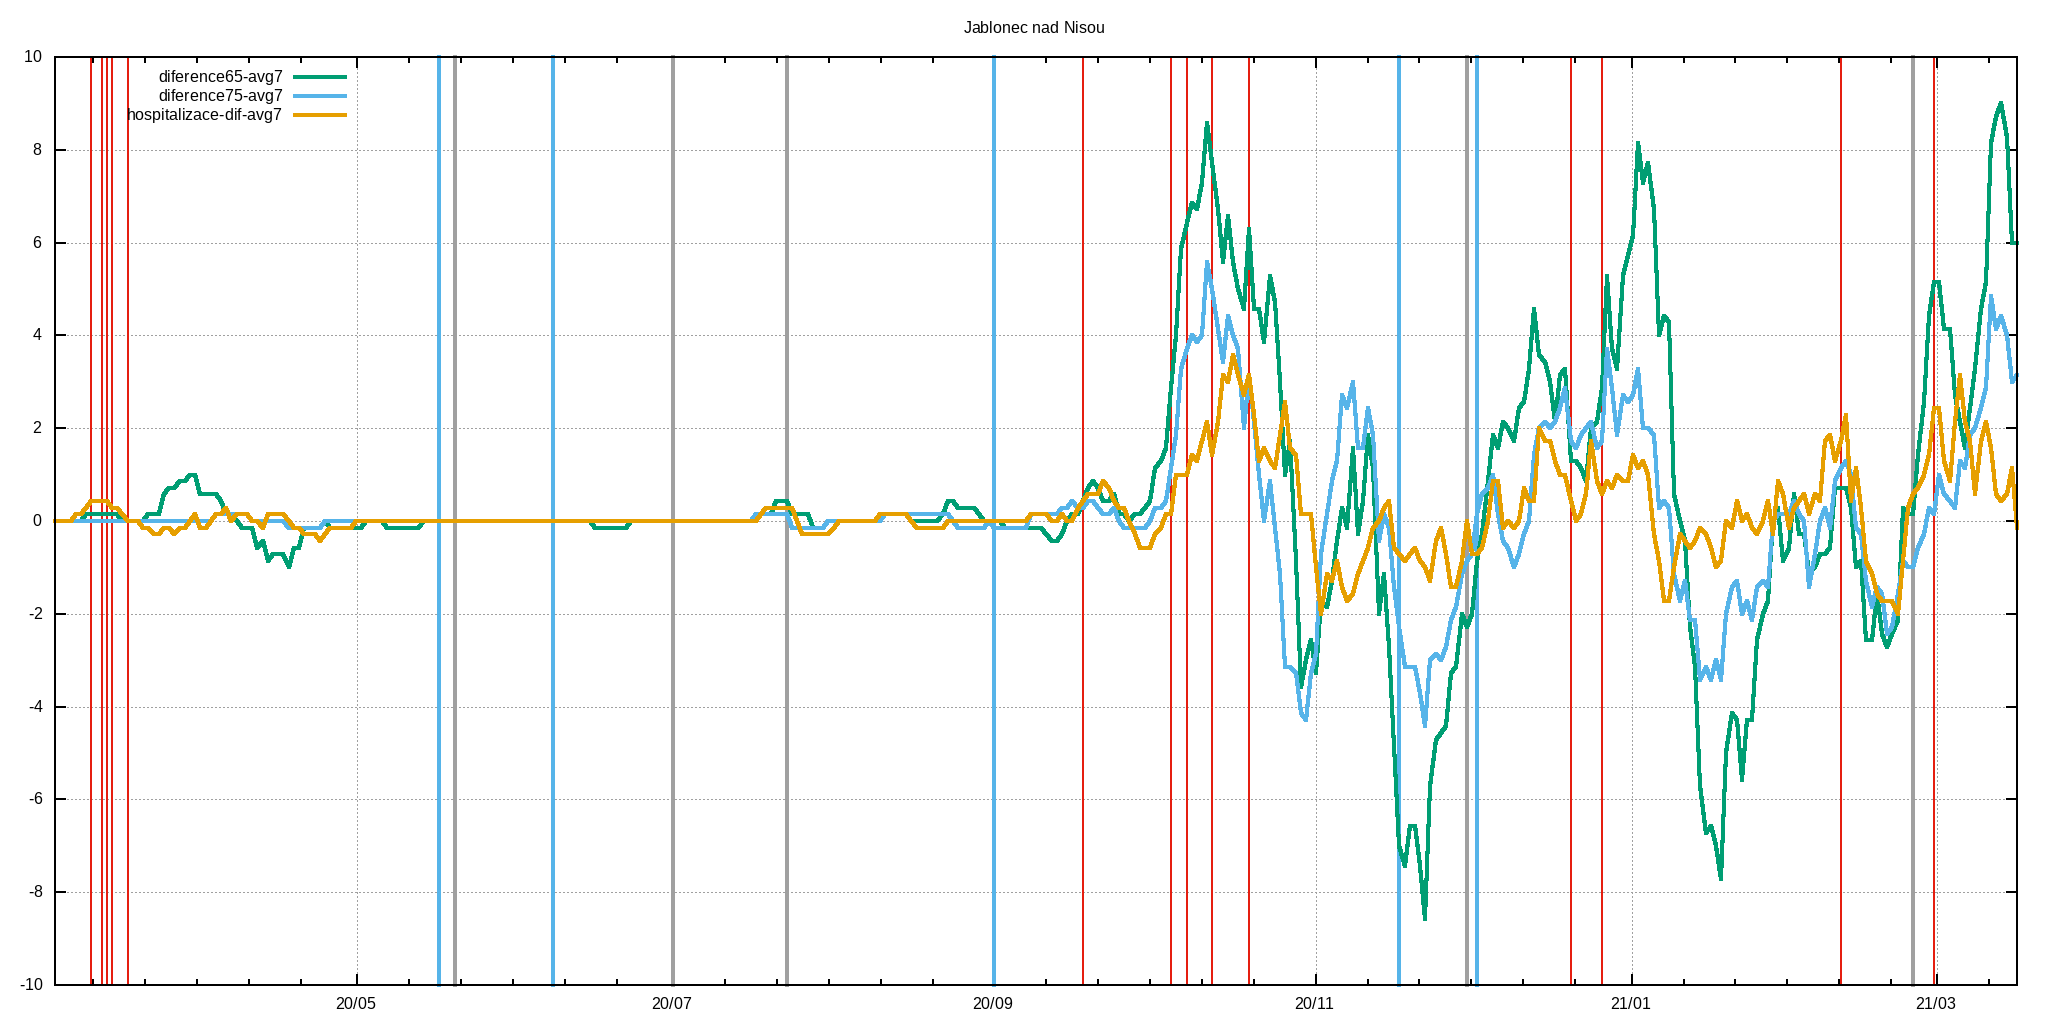 Jablonec nad Nisou
diference65-avg7
diference75-avg7
hospitalizace-dif-avg7
10
8
6
4
2
0
-2
-4
-6
-8
-10
20/05 20/07 20/09 20/11 21/01 21/03